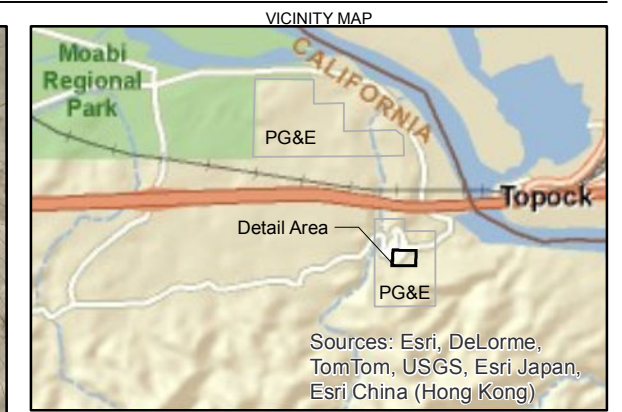 VICINITY MAP
Moabi
Regional
Park
CALIFORNIA
PG&E
Topock
Detail Area
PG&E
Sources: Esri, DeLorme,
TomTom, USGS, Esri Japan,
Esri China (Hong Kong)